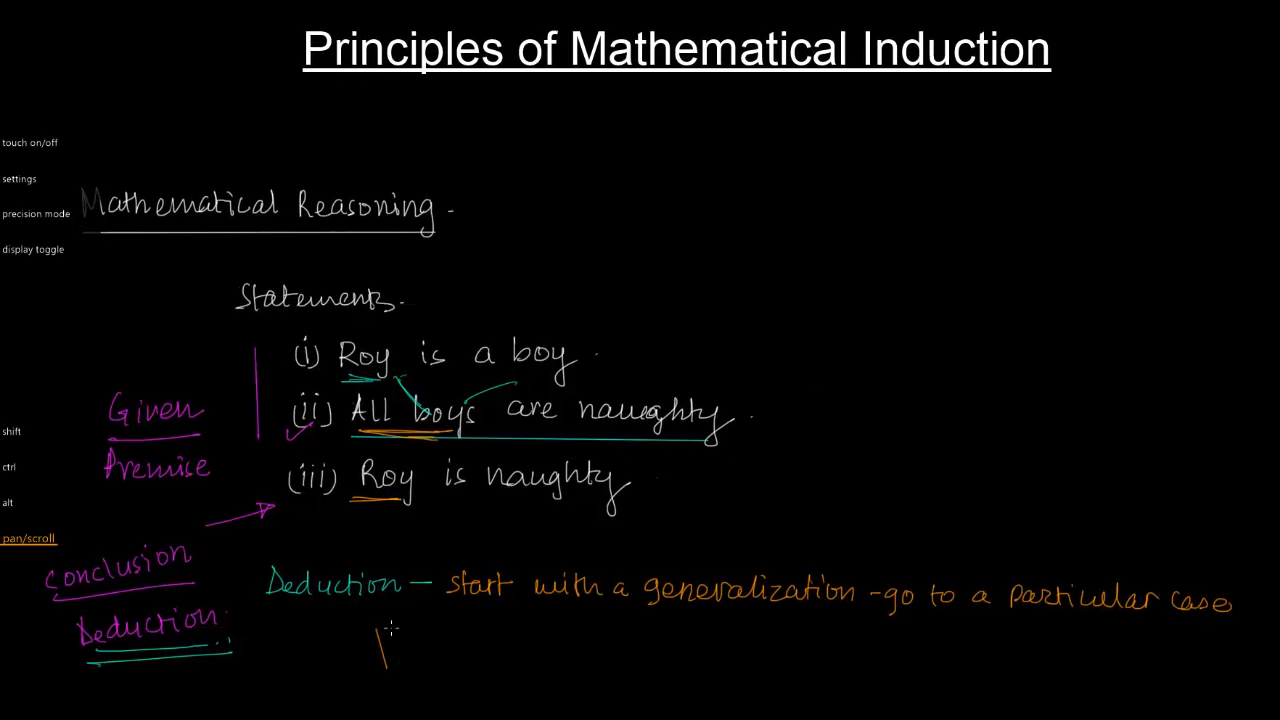 Principles of Mathematical Induction
touch on/off
settings
precision mode
display toggle
Mathematical Reasoning.
Statements.
(i) Roy is a boy.
Given
(ii) All boys are naughty.
shift
Premise
(iii) Roy is naughty
ctrl
alt
pan/scroll
Conclusion
Deduction — start with a generalization - go to a particular case
Deduction.